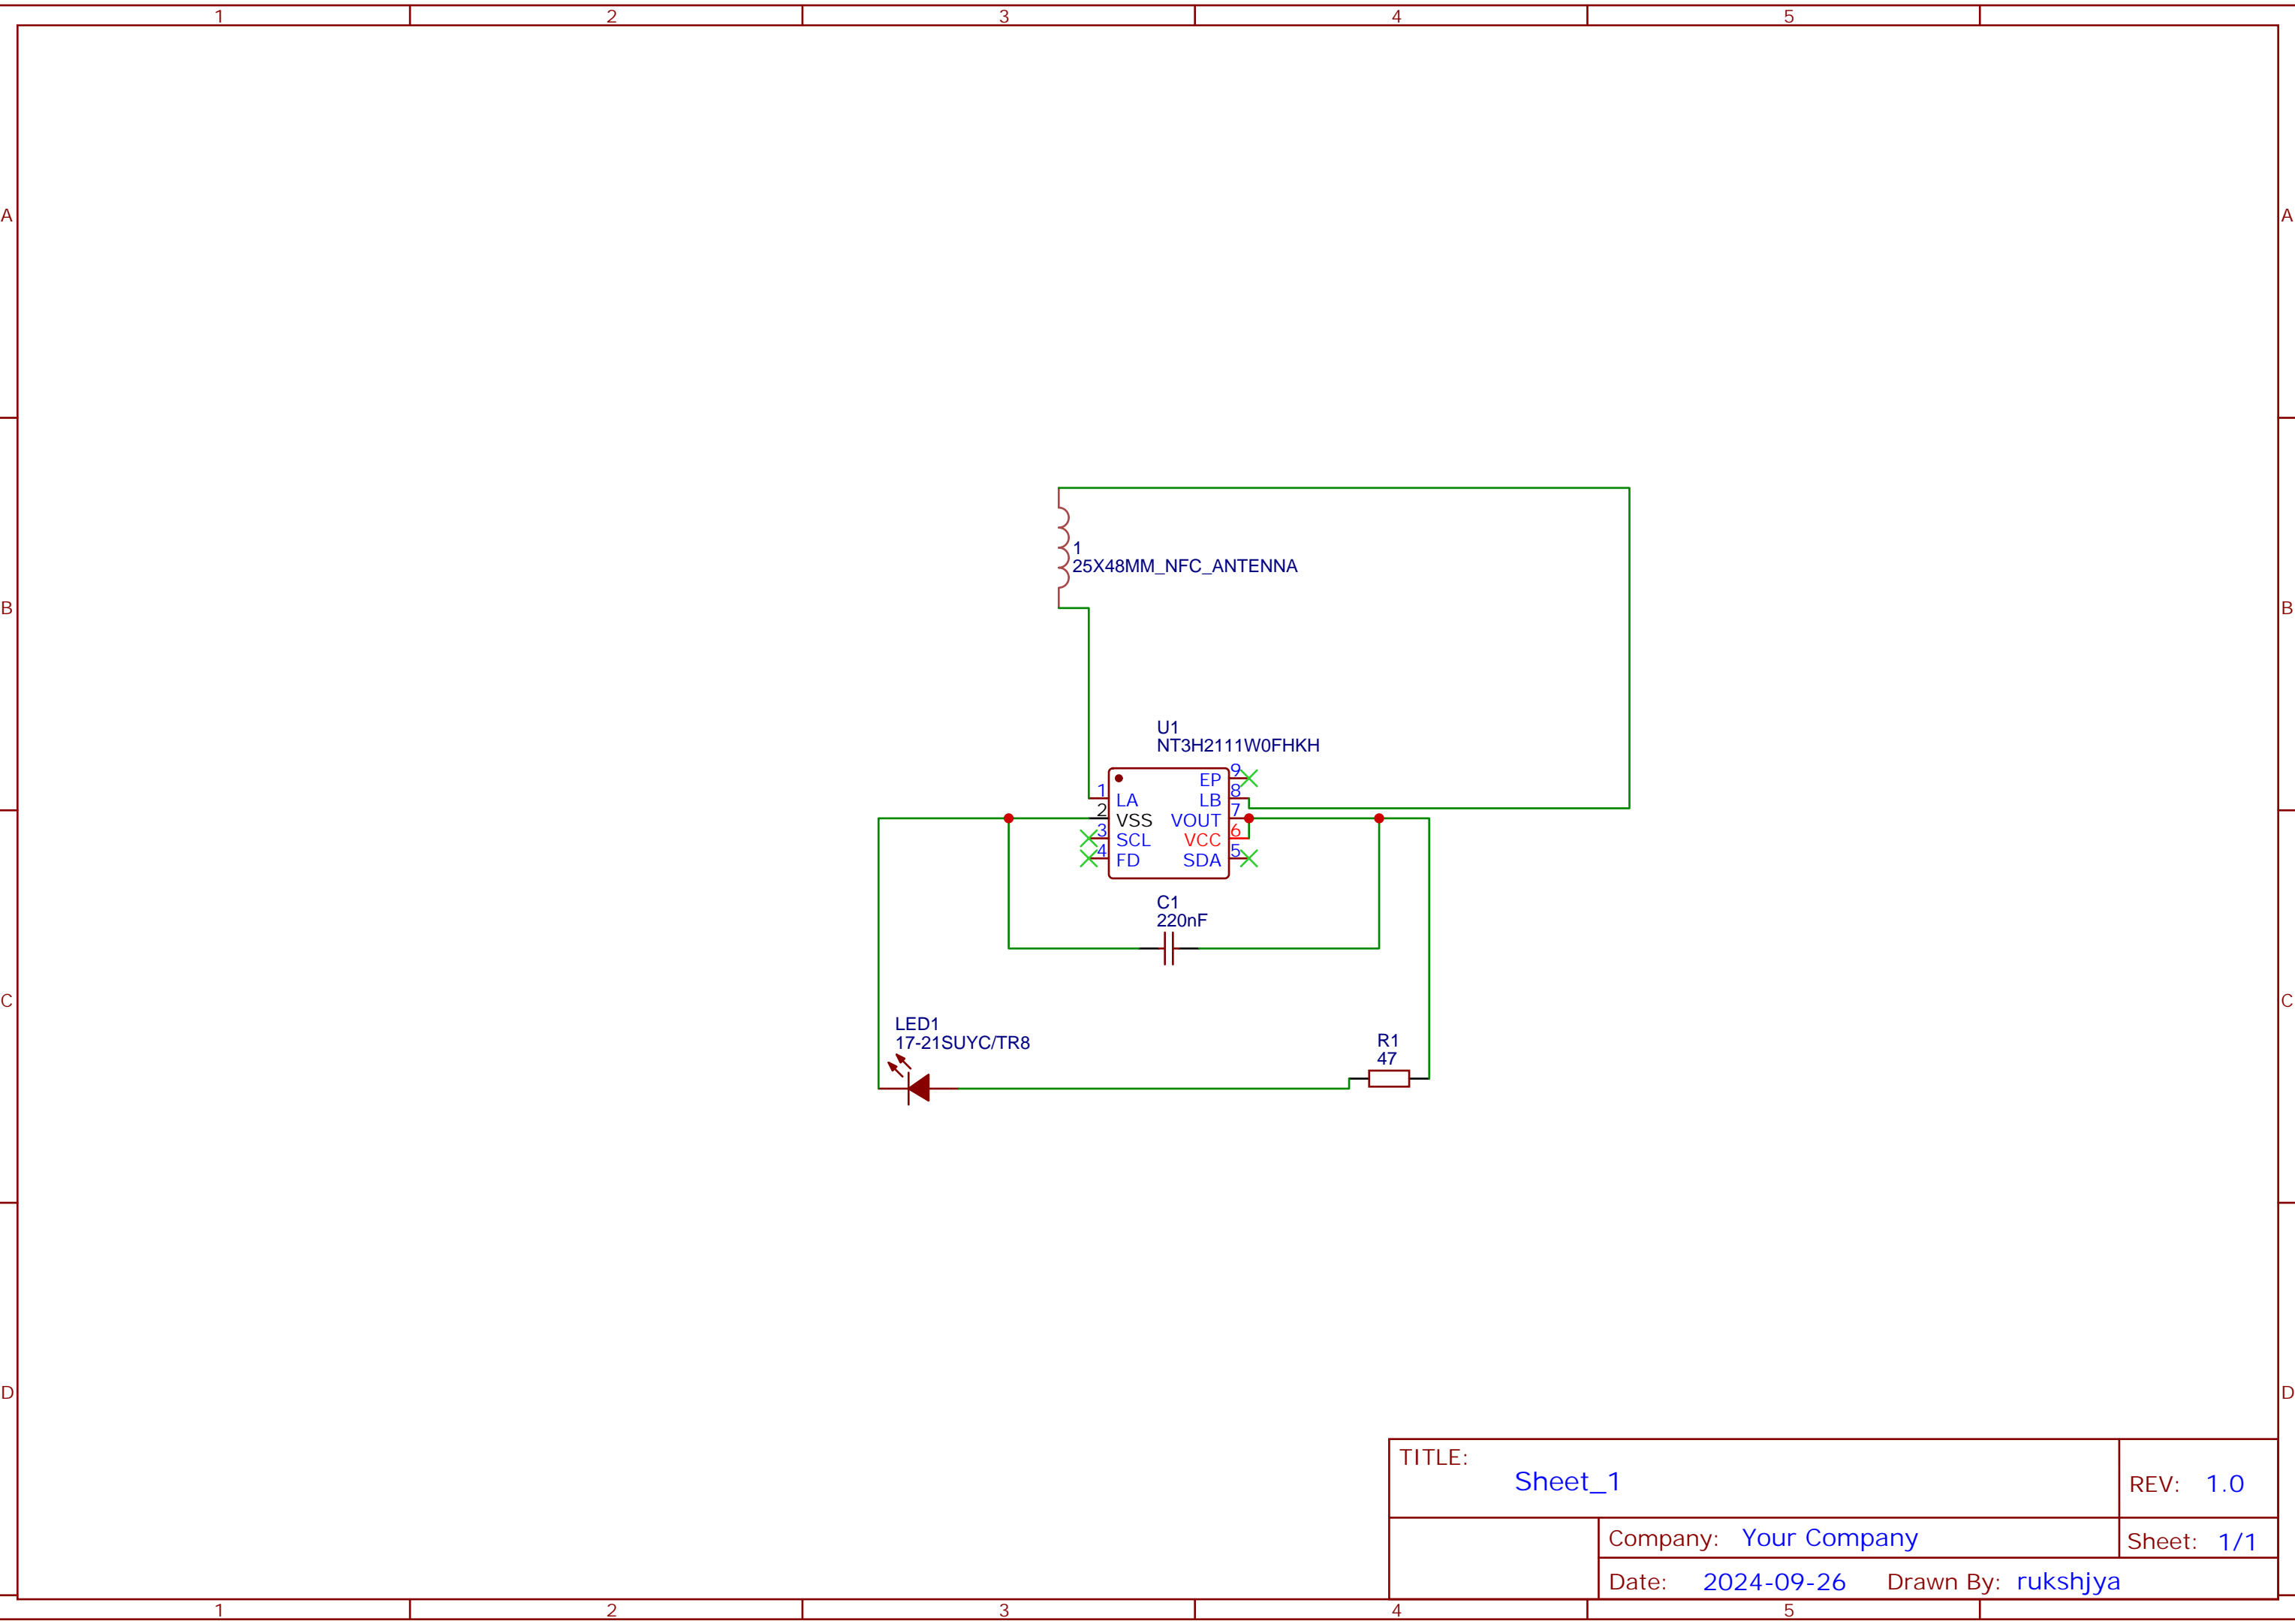 1 2 3 4 5
A A
B B
C C
D D
1
25X48MM_NFC_ANTENNA
U1
NT3H2111W0FHKH
EP 9
1 LA LB 8
2 VSS VOUT 7
3 SCL VCC 6
4 FD SDA 5
C1
220nF
LED1
17-21SUYC/TR8
R1
47
TITLE:
Sheet_1
REV: 1.0
Company: Your Company
Sheet: 1/1
Date: 2024-09-26 Drawn By: rukshjya
1 2 3 4 5